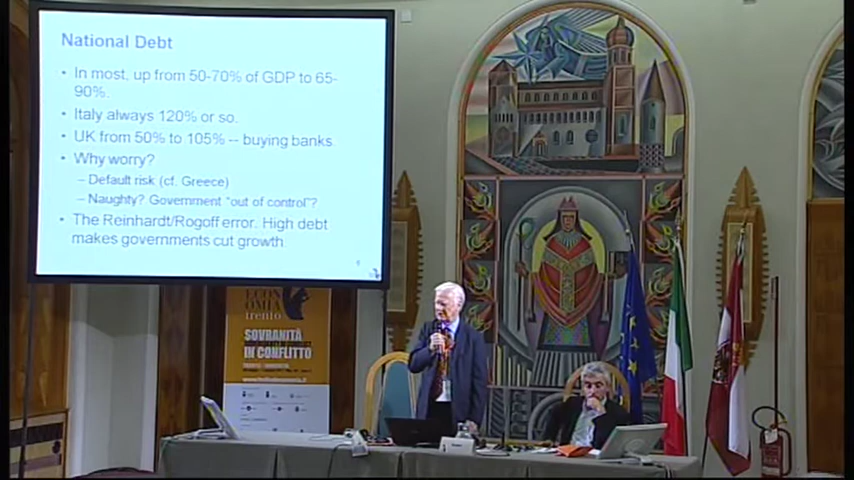 National Debt
• In most, up from 50-70% of GDP to 65-
90%.
• Italy always 120% or so.
• UK from 50% to 105% -- buying banks.
• Why worry?
– Default risk (cf. Greece)
– Naughty? Government "out of control"?
• The Reinhardt/Rogoff error. High debt
makes governments cut growth.
ECON
OMIA
trento
SOVRANITÀ
IN CONFLITTO